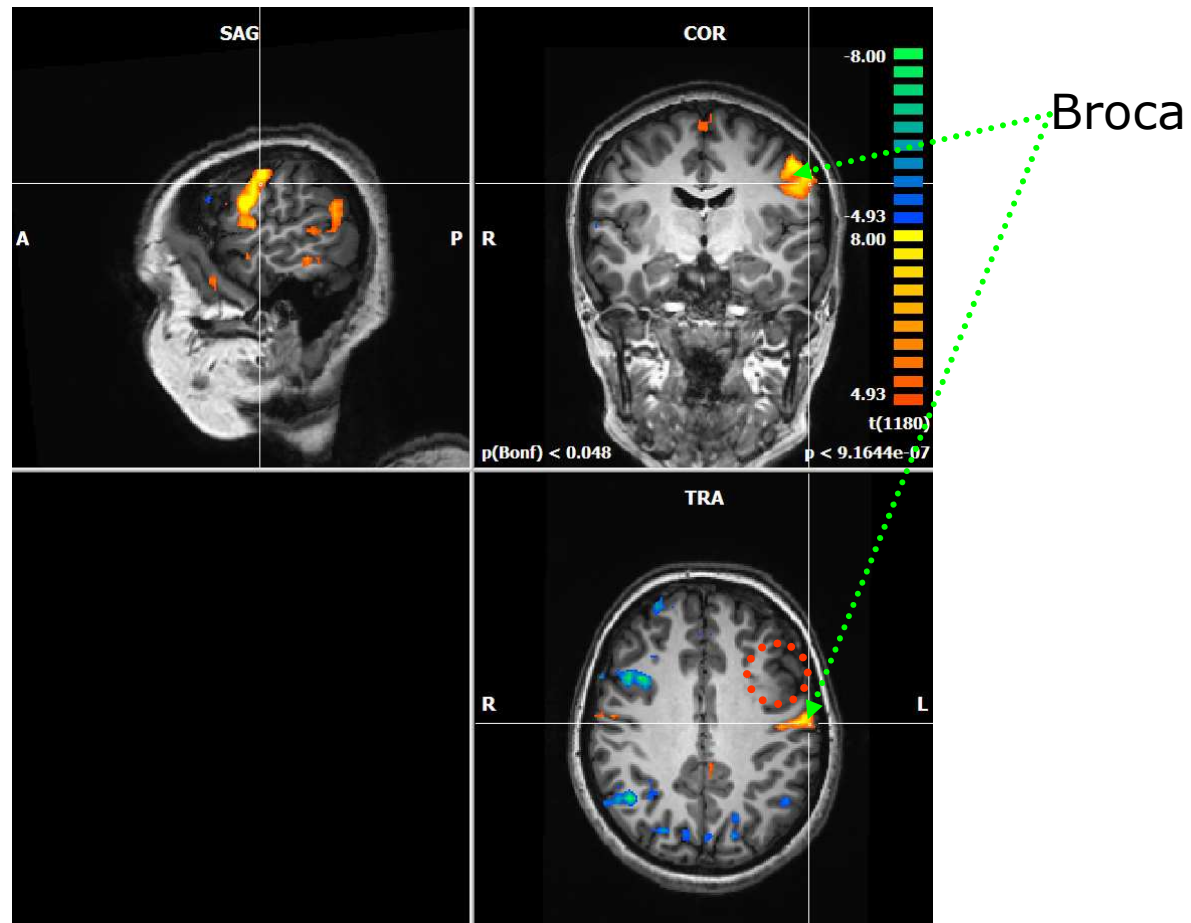 SAG
COR
-8.00
Broca
-4.93
8.00
A
P
R
4.93
t(1180)
p(Bonf) < 0.048
p < 9.1644e-07
TRA
R
L